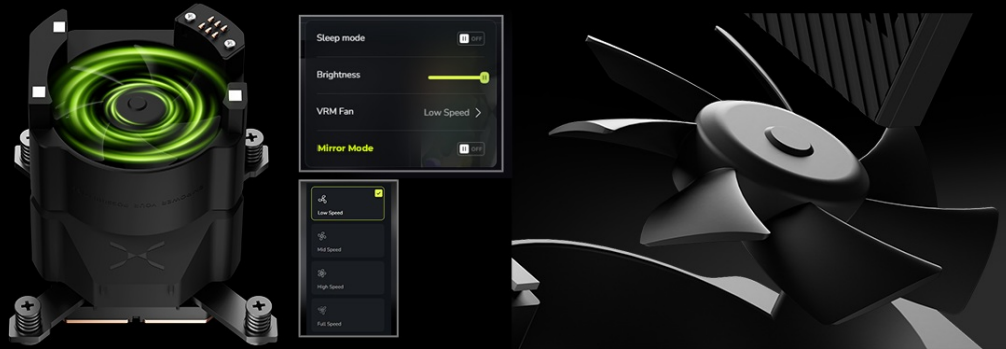 Sleep mode
OFF
Brightness
VRM Fan
Low Speed
Mirror Mode
OFF
Low Speed
Mid Speed
High Speed
Full Speed